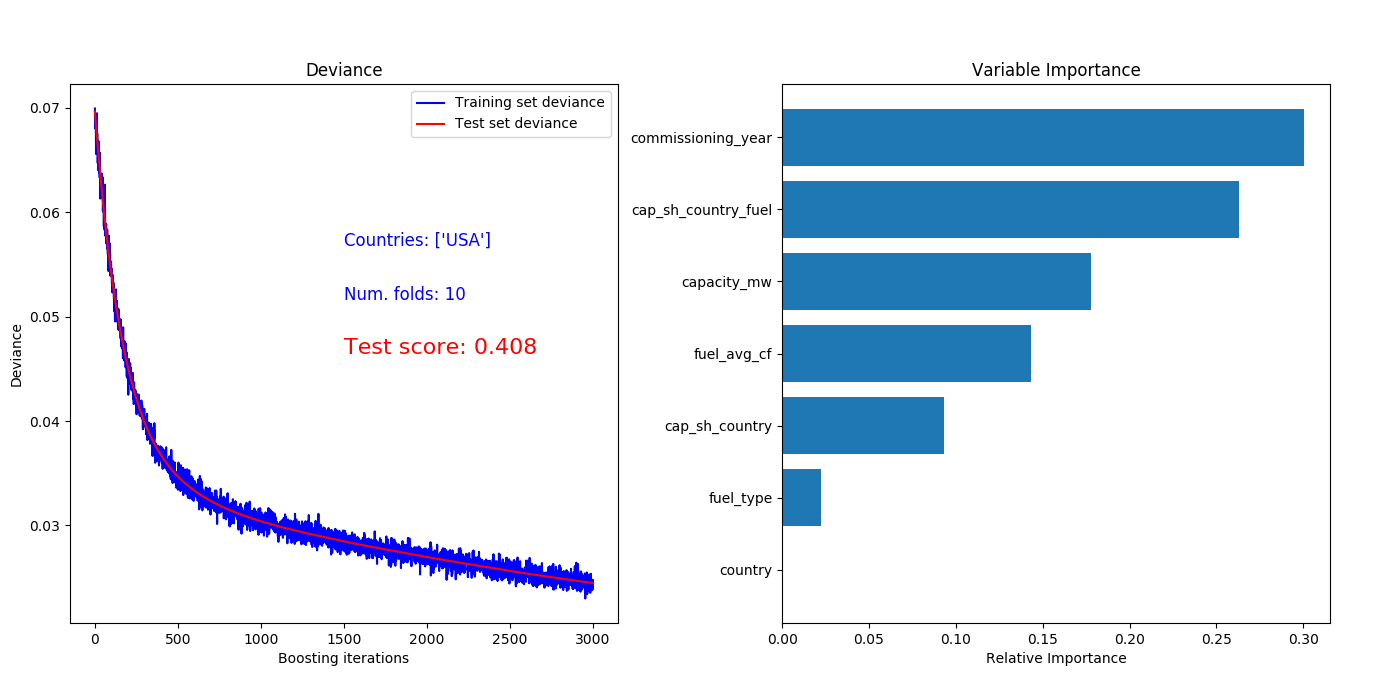 Deviance
Training set deviance
Test set deviance
Countries: ['USA']
Num. folds: 10
Test score: 0.408
Deviance
0.07
0.06
0.05
0.04
0.03
0
500
1000
1500
2000
2500
3000
Boosting iterations
Variable Importance
commissioning_year
cap_sh_country_fuel
capacity_mw
fuel_avg_cf
cap_sh_country
fuel_type
country
0.00
0.05
0.10
0.15
0.20
0.25
0.30
Relative Importance